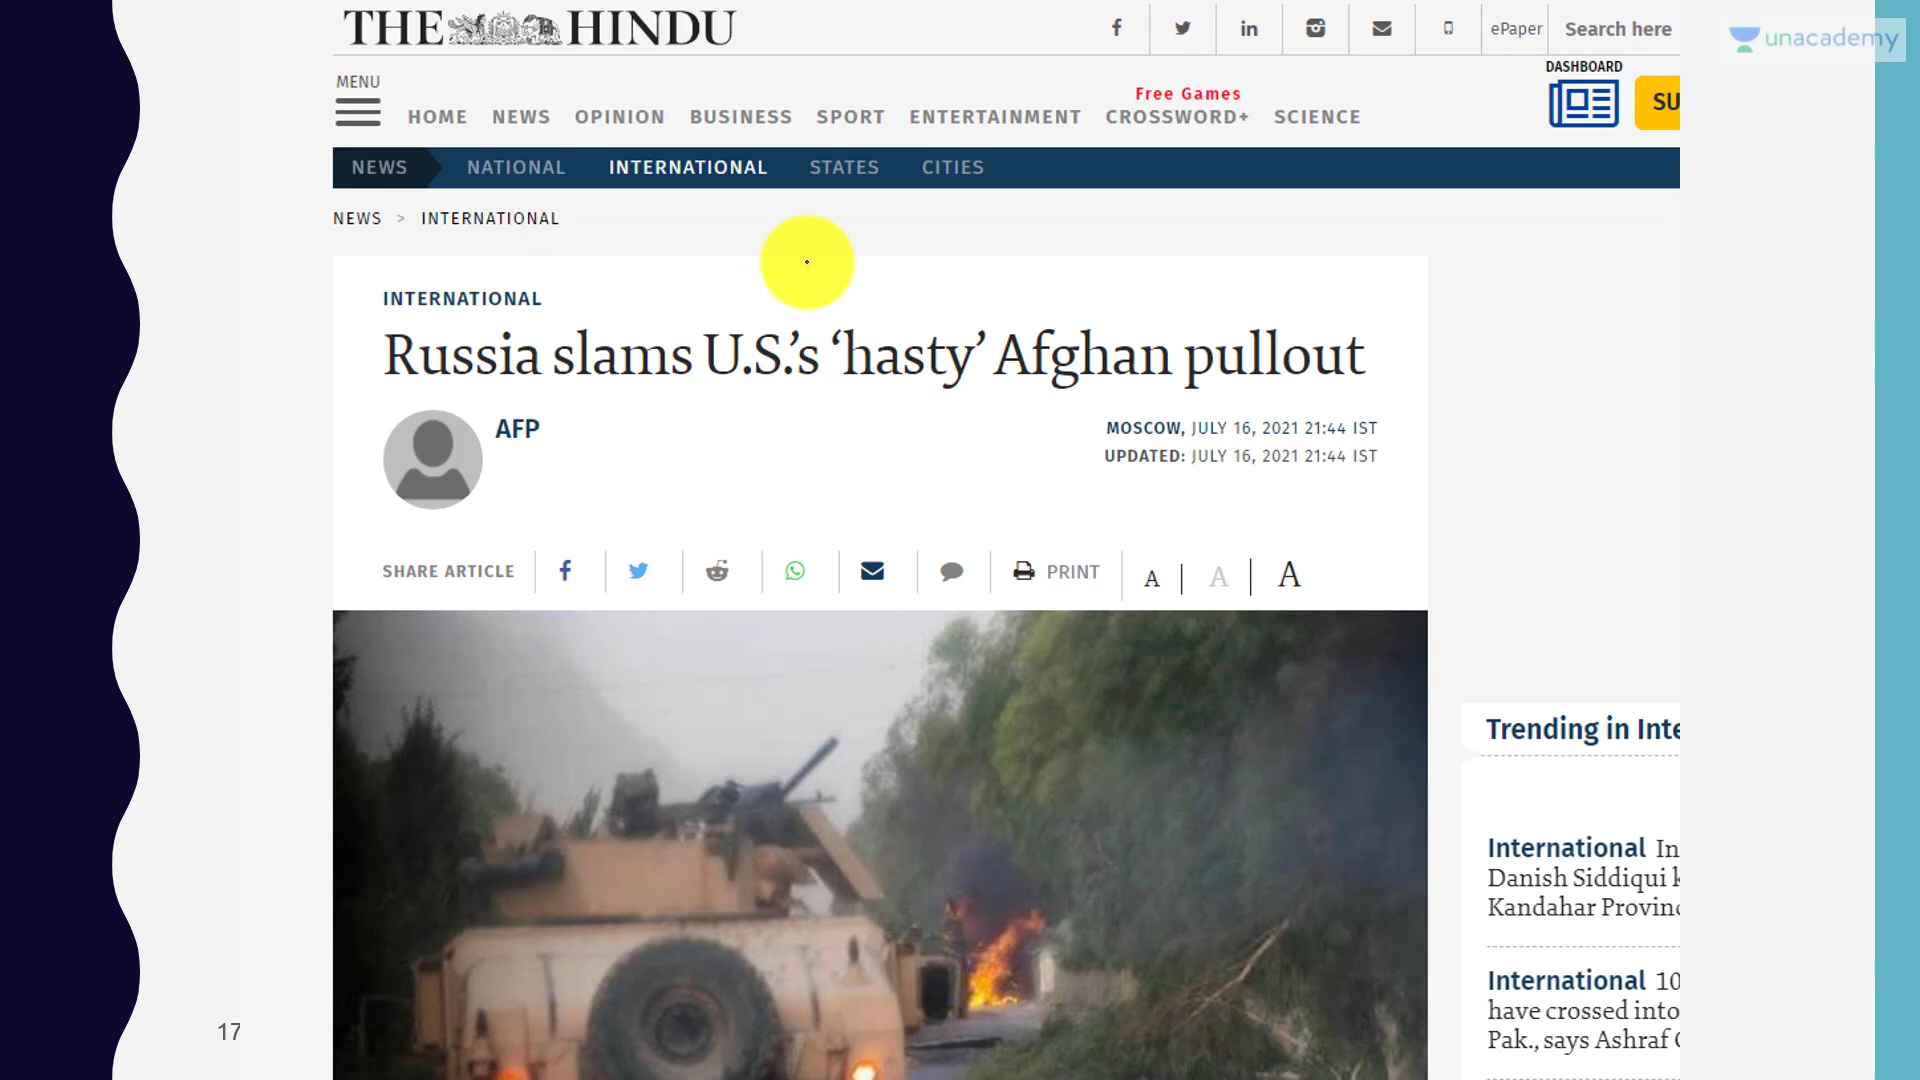 THE HINDU
ePaper
Search here
unacademy
MENU
DASHBOARD
SU
Free Games
HOME NEWS OPINION BUSINESS SPORT ENTERTAINMENT CROSSWORD+ SCIENCE
NEWS NATIONAL INTERNATIONAL STATES CITIES
NEWS > INTERNATIONAL
INTERNATIONAL
Russia slams U.S.’s ‘hasty’ Afghan pullout
AFP
MOSCOW, JULY 16, 2021 21:44 IST
UPDATED: JULY 16, 2021 21:44 IST
SHARE ARTICLE PRINT A A A
Trending in Inte
International In
Danish Siddiqui k
Kandahar Provinc
International 10
have crossed into
Pak., says Ashraf G
17